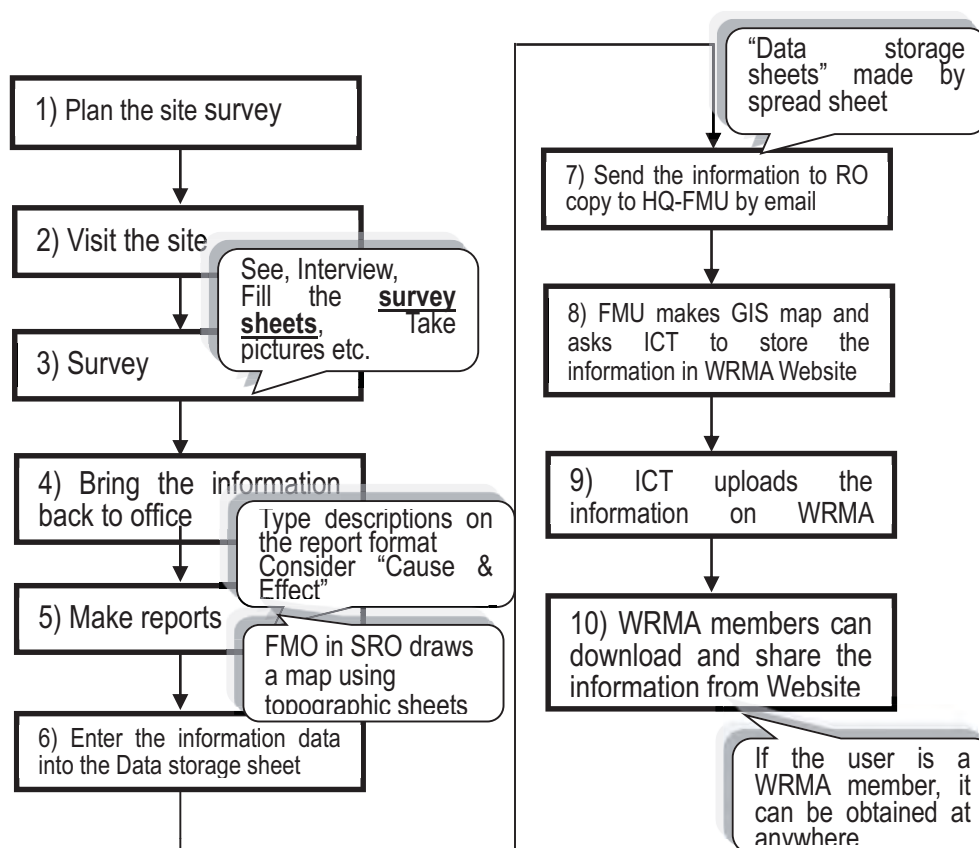 1) Plan the site survey
2) Visit the site
See, Interview,
Fill the survey
sheets, Take
pictures etc.
3) Survey
4) Bring the information
back to office
Type descriptions on
the report format
Consider “Cause &
Effect”
5) Make reports
FMO in SRO draws
a map using
topographic sheets
6) Enter the information data
into the Data storage sheet
“Data storage
sheets” made by
spread sheet
7) Send the information to RO
copy to HQ-FMU by email
8) FMU makes GIS map and
asks ICT to store the
information in WRMA Website
9) ICT uploads the
information on WRMA
10) WRMA members can
download and share the
information from Website
If the user is a
WRMA member, it
can be obtained at
anywhere